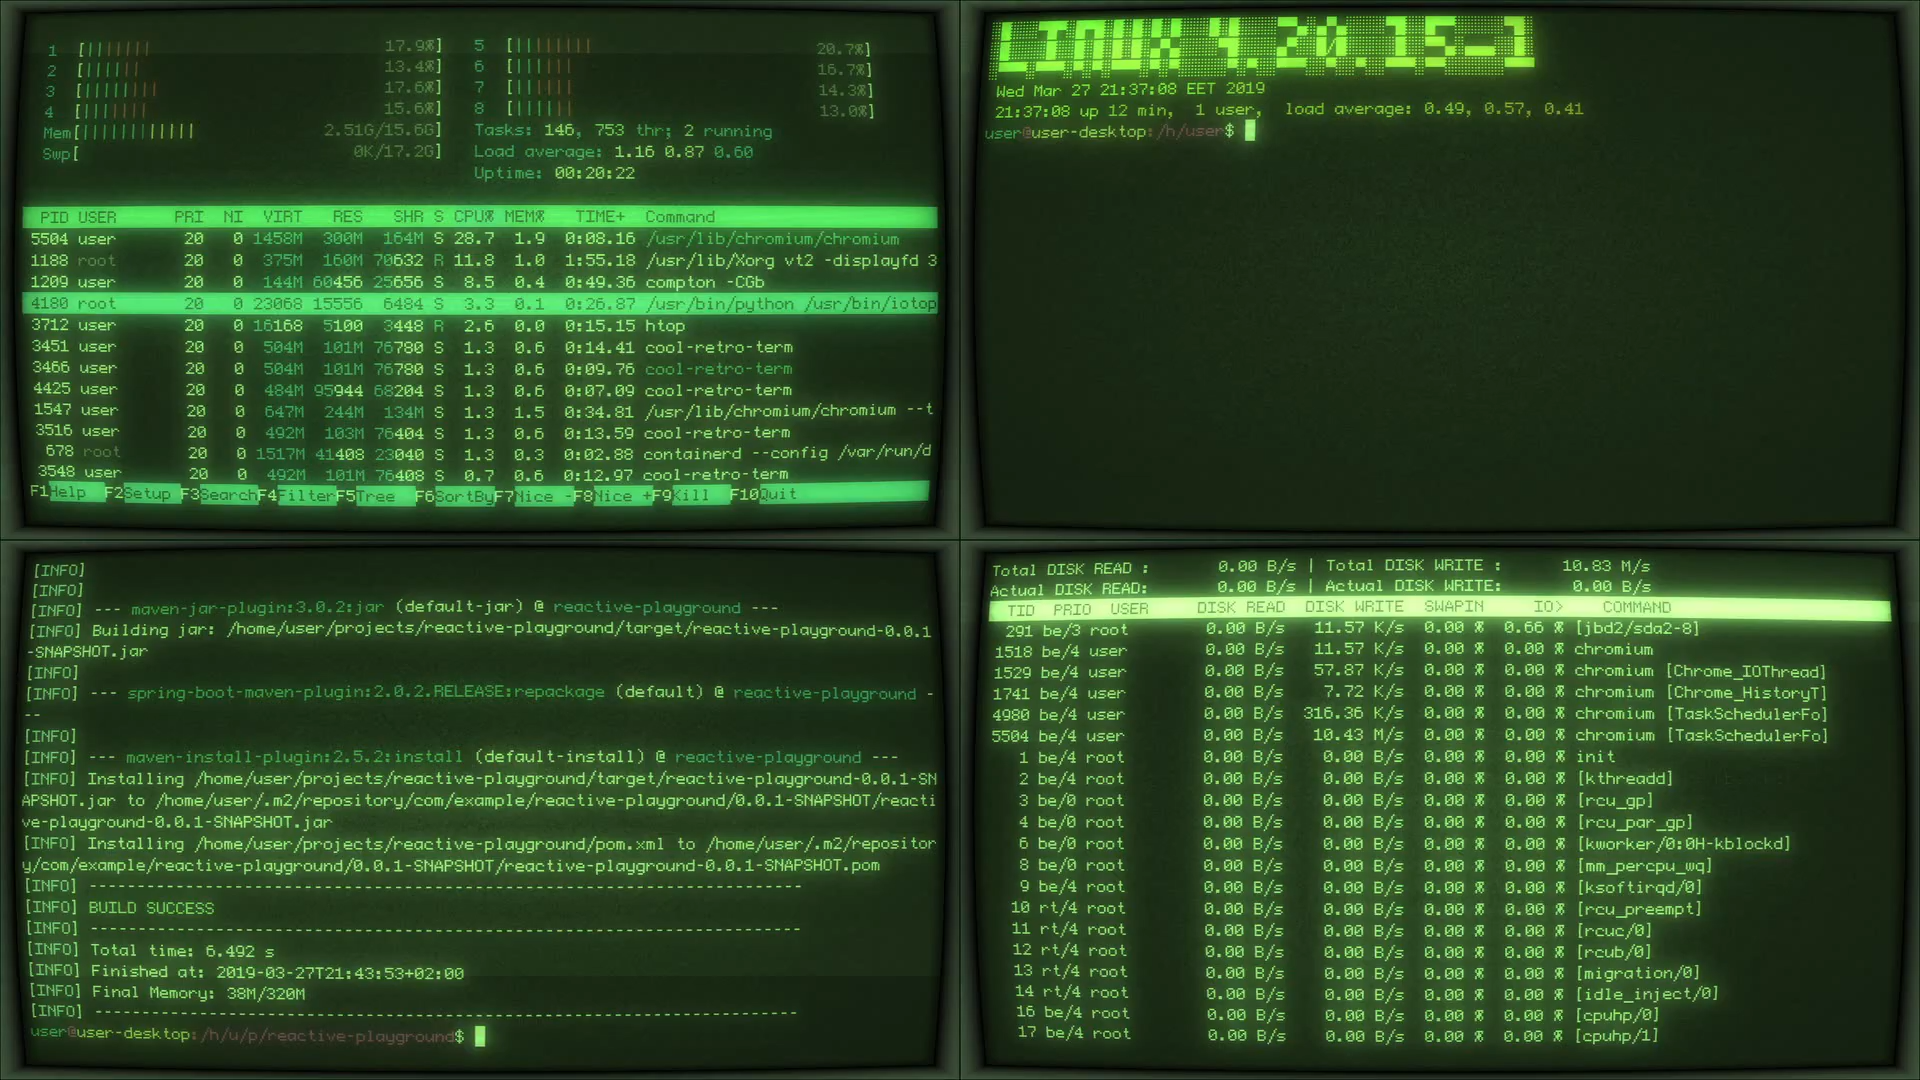 1 [||||||| 17.9%] 5 [||||||||| 20.7%]
2 [|||||| 13.4%] 6 [||||||| 16.7%]
3 [|||||||| 17.6%] 7 [||||||| 14.3%]
4 [||||||| 15.6%] 8 [||||||| 13.0%]
Mem[||||||||||||| 2.51G/15.6G] Tasks: 146, 753 thr; 2 running
Swp[ 0K/17.2G] Load average: 1.16 0.87 0.60
Uptime: 00:20:22
PID USER PRI NI VIRT RES SHR S CPU% MEM% TIME+ Command
5504 user 20 0 1458M 300M 164M S 28.7 1.9 0:08.16 /usr/lib/chromium/chromium
1188 root 20 0 375M 160M 70632 R 11.8 1.0 1:55.18 /usr/lib/Xorg vt2 -displayfd 3
1209 user 20 0 144M 60456 25656 S 8.5 0.4 0:49.36 compton -CGb
4180 root 20 0 23068 15556 6484 S 3.3 0.1 0:26.87 /usr/bin/python /usr/bin/iotop
3712 user 20 0 16168 5100 3448 R 2.6 0.0 0:15.15 htop
3451 user 20 0 504M 101M 76780 S 1.3 0.6 0:14.41 cool-retro-term
3466 user 20 0 504M 101M 76780 S 1.3 0.6 0:09.76 cool-retro-term
4425 user 20 0 484M 95944 68204 S 1.3 0.6 0:07.09 cool-retro-term
1547 user 20 0 647M 244M 134M S 1.3 1.5 0:34.81 /usr/lib/chromium/chromium --t
3516 user 20 0 492M 103M 76404 S 1.3 0.6 0:13.59 cool-retro-term
678 root 20 0 1517M 41408 23040 S 1.3 0.3 0:02.88 containerd --config /var/run/d
3548 user 20 0 492M 101M 76408 S 0.7 0.6 0:12.97 cool-retro-term
F1Help F2Setup F3SearchF4FilterF5Tree F6SortByF7Nice -F8Nice +F9Kill F10Quit
LINUX 4.20.15-1
Wed Mar 27 21:37:08 EET 2019
21:37:08 up 12 min, 1 user, load average: 0.49, 0.57, 0.41
user@user-desktop:/h/user$
[INFO]
[INFO]
[INFO] --- maven-jar-plugin:3.0.2:jar (default-jar) @ reactive-playground ---
[INFO] Building jar: /home/user/projects/reactive-playground/target/reactive-playground-0.0.1
-SNAPSHOT.jar
[INFO]
[INFO] --- spring-boot-maven-plugin:2.0.2.RELEASE:repackage (default) @ reactive-playground -
--
[INFO]
[INFO] --- maven-install-plugin:2.5.2:install (default-install) @ reactive-playground ---
[INFO] Installing /home/user/projects/reactive-playground/target/reactive-playground-0.0.1-SN
APSHOT.jar to /home/user/.m2/repository/com/example/reactive-playground/0.0.1-SNAPSHOT/reacti
ve-playground-0.0.1-SNAPSHOT.jar
[INFO] Installing /home/user/projects/reactive-playground/pom.xml to /home/user/.m2/repositor
y/com/example/reactive-playground/0.0.1-SNAPSHOT/reactive-playground-0.0.1-SNAPSHOT.pom
[INFO] ------------------------------------------------------------------------
[INFO] BUILD SUCCESS
[INFO] ------------------------------------------------------------------------
[INFO] Total time: 6.492 s
[INFO] Finished at: 2019-03-27T21:43:53+02:00
[INFO] Final Memory: 38M/320M
[INFO] ------------------------------------------------------------------------
user@user-desktop:/h/u/p/reactive-playground$
Total DISK READ : 0.00 B/s | Total DISK WRITE : 10.83 M/s
Actual DISK READ: 0.00 B/s | Actual DISK WRITE: 0.00 B/s
TID PRIO USER DISK READ DISK WRITE SWAPIN IO> COMMAND
291 be/3 root 0.00 B/s 11.57 K/s 0.00 % 0.66 % [jbd2/sda2-8]
1518 be/4 user 0.00 B/s 11.57 K/s 0.00 % 0.00 % chromium
1529 be/4 user 0.00 B/s 57.87 K/s 0.00 % 0.00 % chromium [Chrome_IOThread]
1741 be/4 user 0.00 B/s 7.72 K/s 0.00 % 0.00 % chromium [Chrome_HistoryT]
4980 be/4 user 0.00 B/s 316.36 K/s 0.00 % 0.00 % chromium [TaskSchedulerFo]
5504 be/4 user 0.00 B/s 10.43 M/s 0.00 % 0.00 % chromium [TaskSchedulerFo]
1 be/4 root 0.00 B/s 0.00 B/s 0.00 % 0.00 % init
2 be/4 root 0.00 B/s 0.00 B/s 0.00 % 0.00 % [kthreadd]
3 be/0 root 0.00 B/s 0.00 B/s 0.00 % 0.00 % [rcu_gp]
4 be/0 root 0.00 B/s 0.00 B/s 0.00 % 0.00 % [rcu_par_gp]
6 be/0 root 0.00 B/s 0.00 B/s 0.00 % 0.00 % [kworker/0:0H-kblockd]
8 be/0 root 0.00 B/s 0.00 B/s 0.00 % 0.00 % [mm_percpu_wq]
9 be/4 root 0.00 B/s 0.00 B/s 0.00 % 0.00 % [ksoftirqd/0]
10 rt/4 root 0.00 B/s 0.00 B/s 0.00 % 0.00 % [rcu_preempt]
11 rt/4 root 0.00 B/s 0.00 B/s 0.00 % 0.00 % [rcuc/0]
12 rt/4 root 0.00 B/s 0.00 B/s 0.00 % 0.00 % [rcub/0]
13 rt/4 root 0.00 B/s 0.00 B/s 0.00 % 0.00 % [migration/0]
14 rt/4 root 0.00 B/s 0.00 B/s 0.00 % 0.00 % [idle_inject/0]
16 be/4 root 0.00 B/s 0.00 B/s 0.00 % 0.00 % [cpuhp/0]
17 be/4 root 0.00 B/s 0.00 B/s 0.00 % 0.00 % [cpuhp/1]